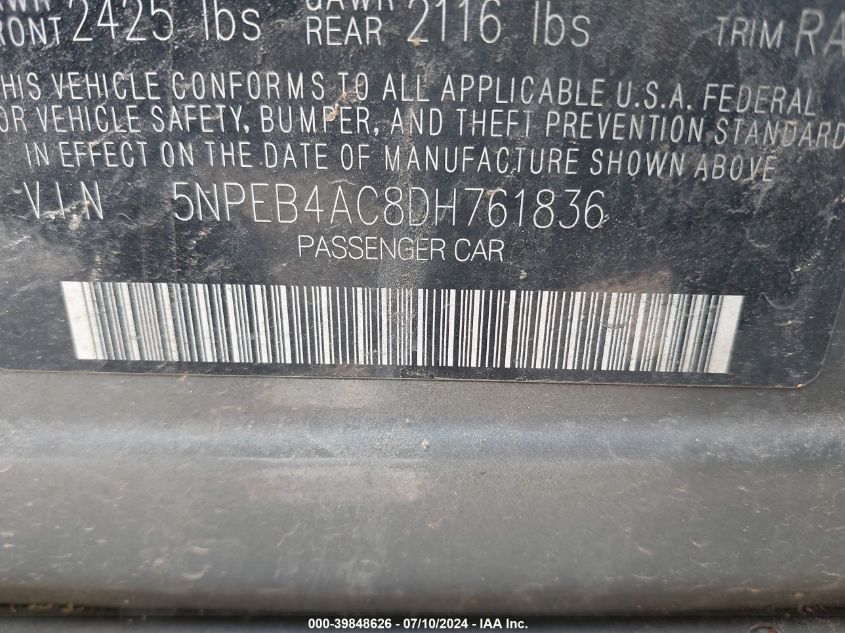 FRONT 2425 lbs REAR 2116 lbs TRIM
THIS VEHICLE CONFORMS TO ALL APPLICABLE U.S.A. FEDERAL
OR VEHICLE SAFETY, BUMPER, AND THEFT PREVENTION STANDARD
IN EFFECT ON THE DATE OF MANUFACTURE SHOWN ABOVE
V.I.N 5NPEB4AC8DH761836
PASSENGER CAR
000-39848626 - 07/10/2024 - IAA Inc.